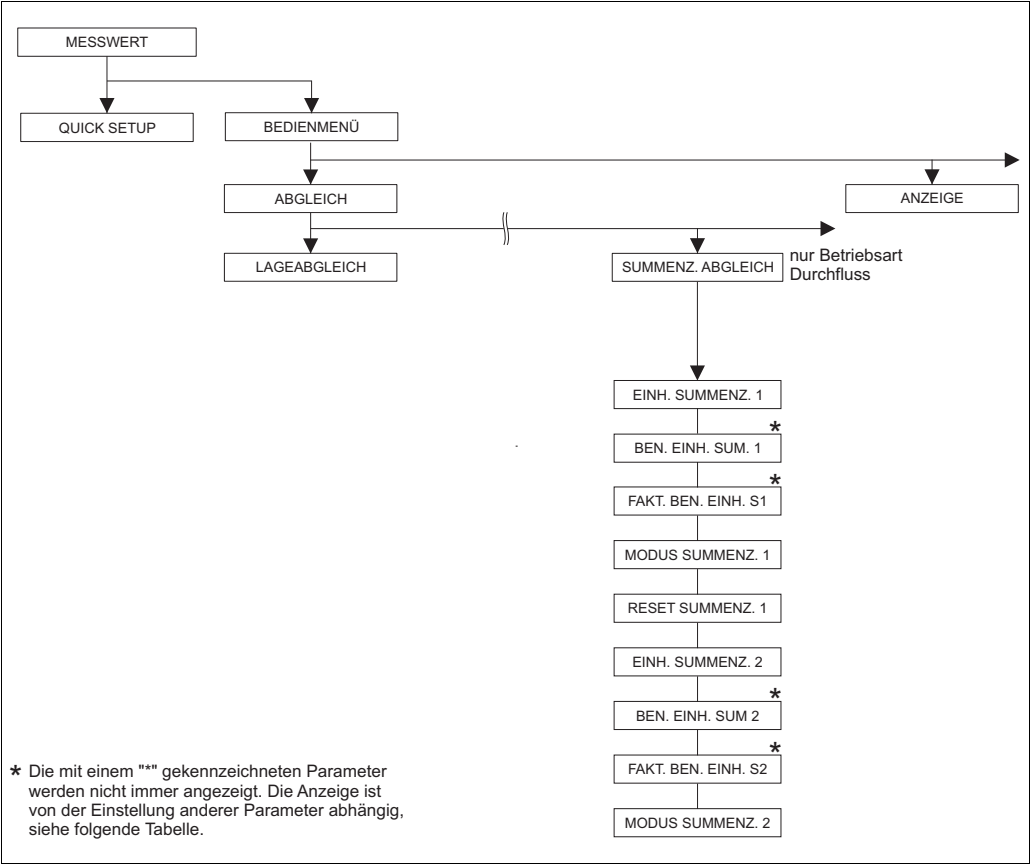 MESSWERT
QUICK SETUP
BEDIENMENÜ
ABGLEICH
ANZEIGE
LAGEABGLEICH
SUMMENZ. ABGLEICH
nur Betriebsart
Durchfluss
EINH. SUMMENZ. 1
*
BEN. EINH. SUM. 1
*
FAKT. BEN. EINH. S1
MODUS SUMMENZ. 1
RESET SUMMENZ. 1
EINH. SUMMENZ. 2
*
BEN. EINH. SUM 2
*
FAKT. BEN. EINH. S2
MODUS SUMMENZ. 2
* Die mit einem "*" gekennzeichneten Parameter
werden nicht immer angezeigt. Die Anzeige ist
von der Einstellung anderer Parameter abhängig,
siehe folgende Tabelle.